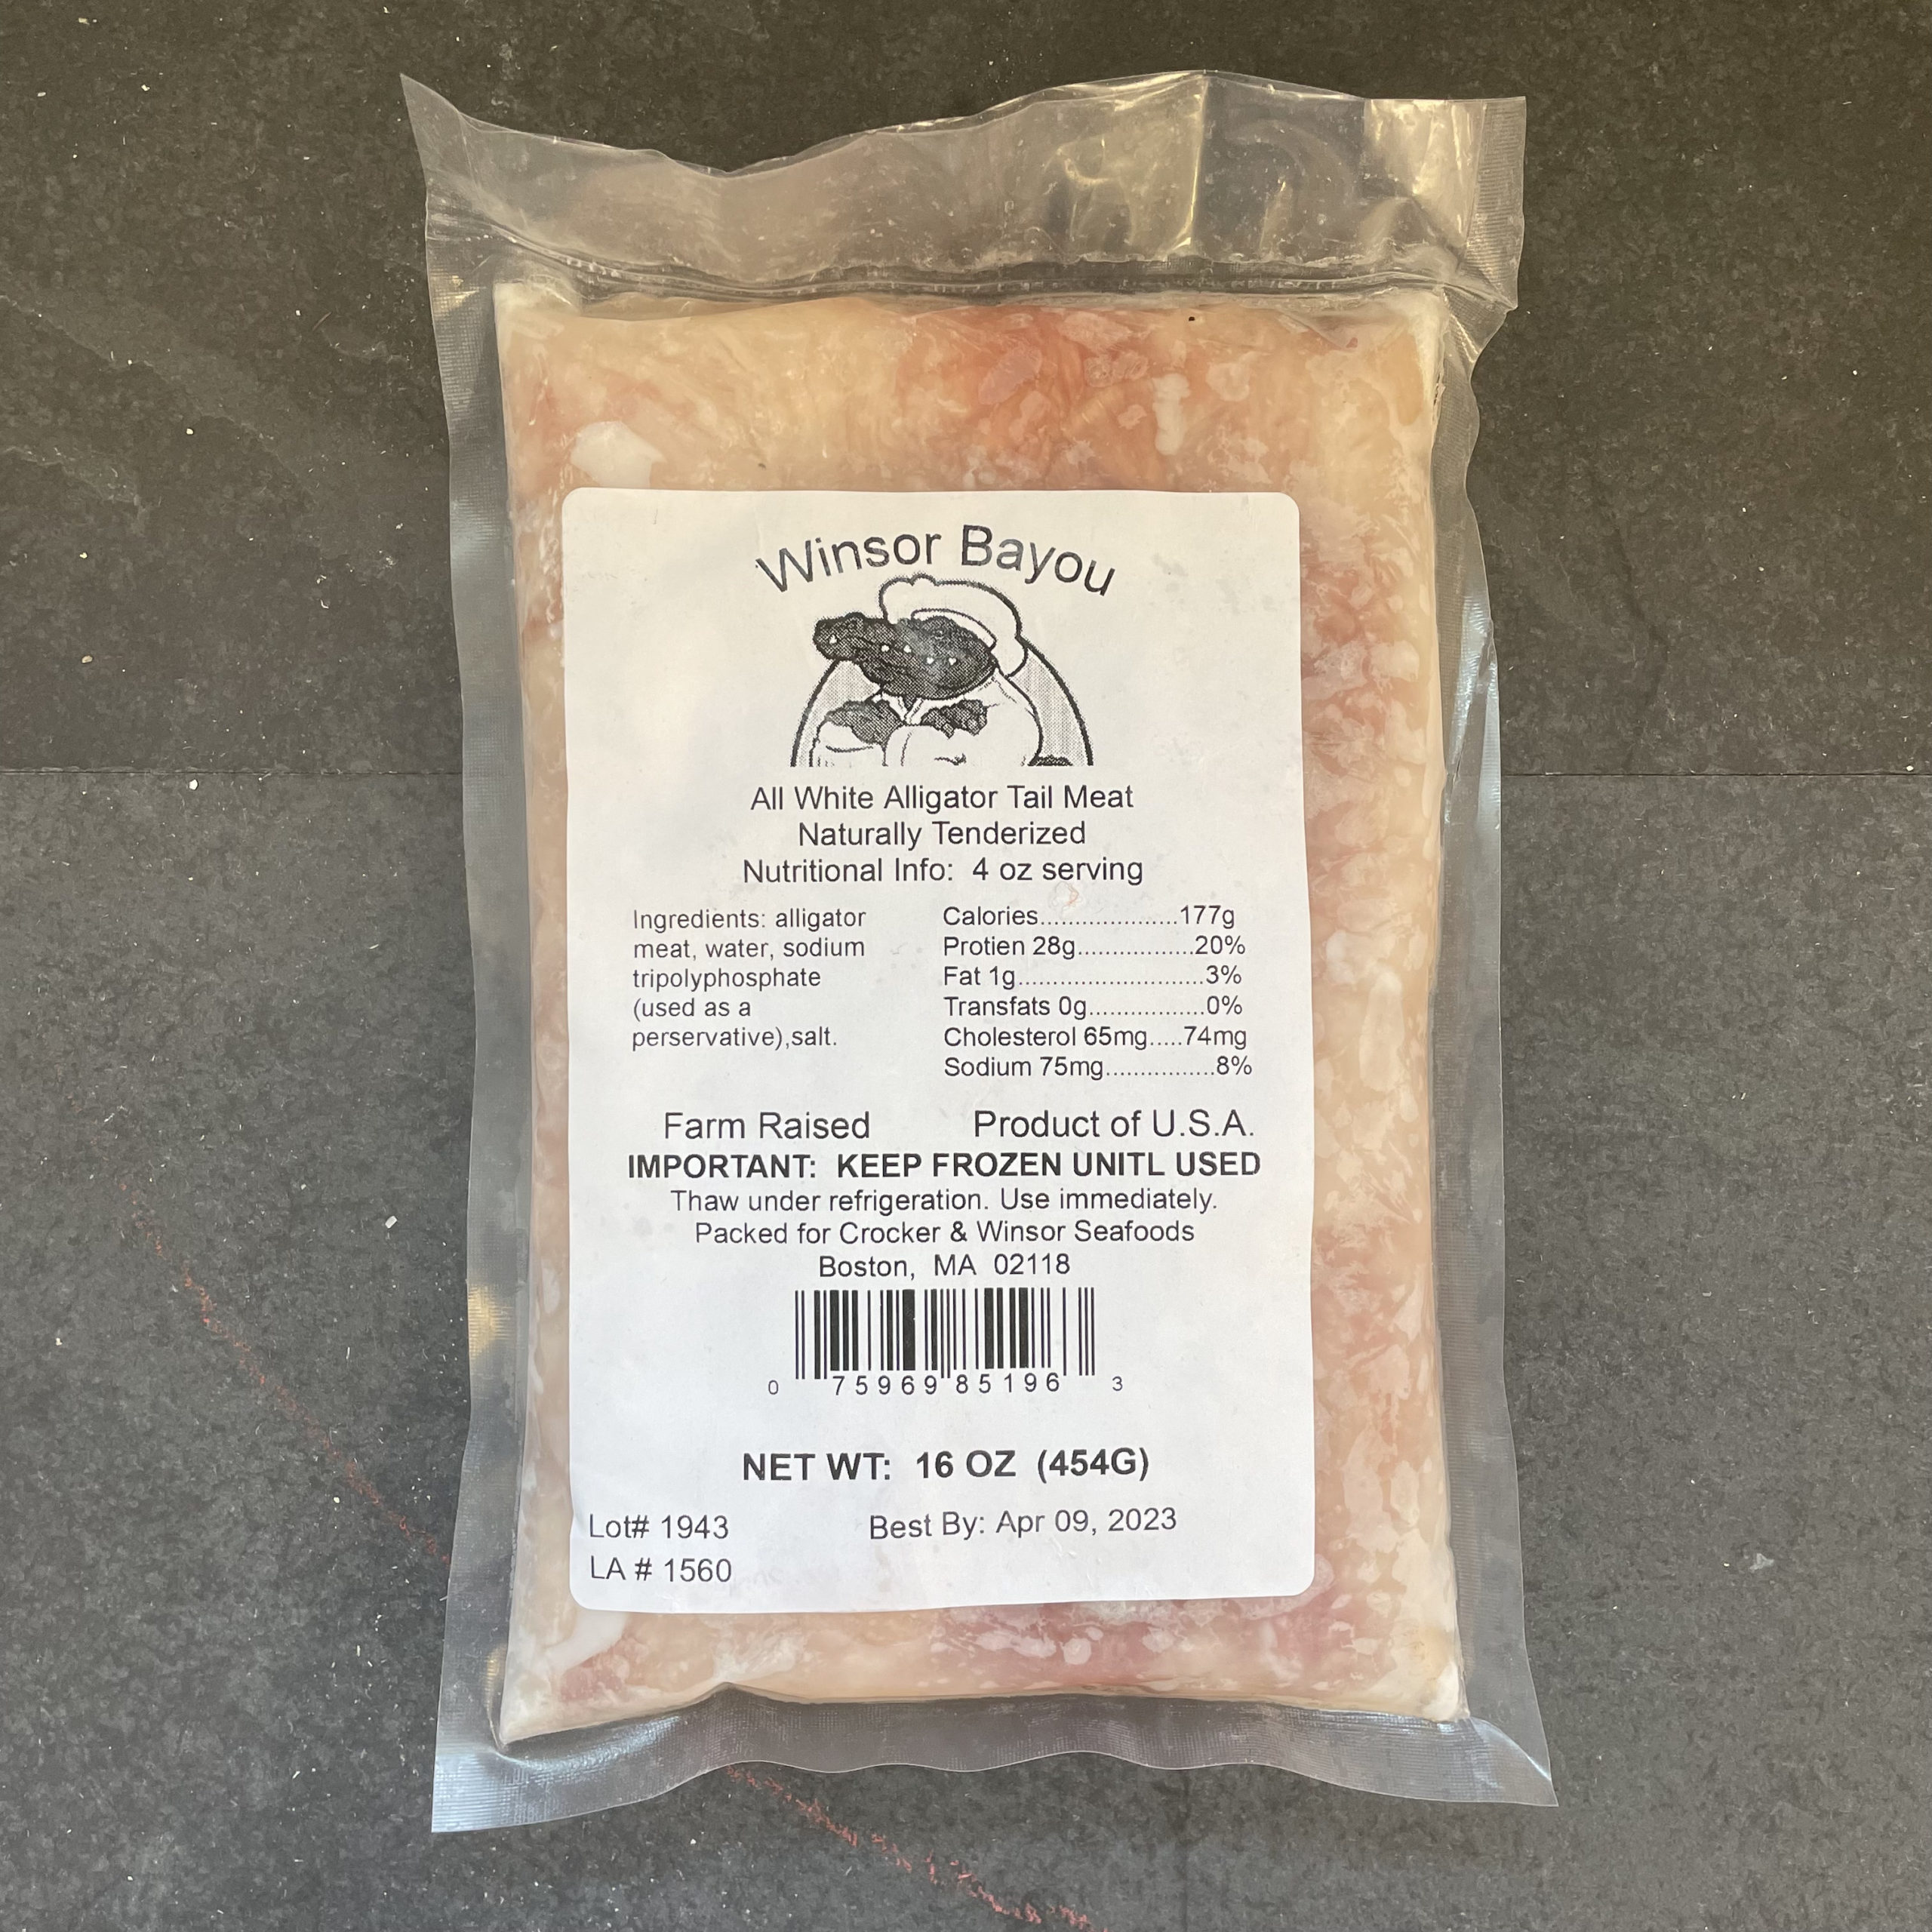 Winsor Bayou
All White Alligator Tail Meat
Naturally Tenderized
Nutritional Info: 4 oz serving
Ingredients: alligator
meat, water, sodium
tripolyphosphate
(used as a
perservative),salt.
Calories....................177g
Protien 28g.................20%
Fat 1g...........................3%
Transfats 0g.................0%
Cholesterol 65mg.....74mg
Sodium 75mg................8%
Farm Raised Product of U.S.A.
IMPORTANT: KEEP FROZEN UNITL USED
Thaw under refrigeration. Use immediately.
Packed for Crocker & Winsor Seafoods
Boston, MA 02118
0 75969 85196 3
NET WT: 16 OZ (454G)
Lot# 1943 Best By: Apr 09, 2023
LA # 1560